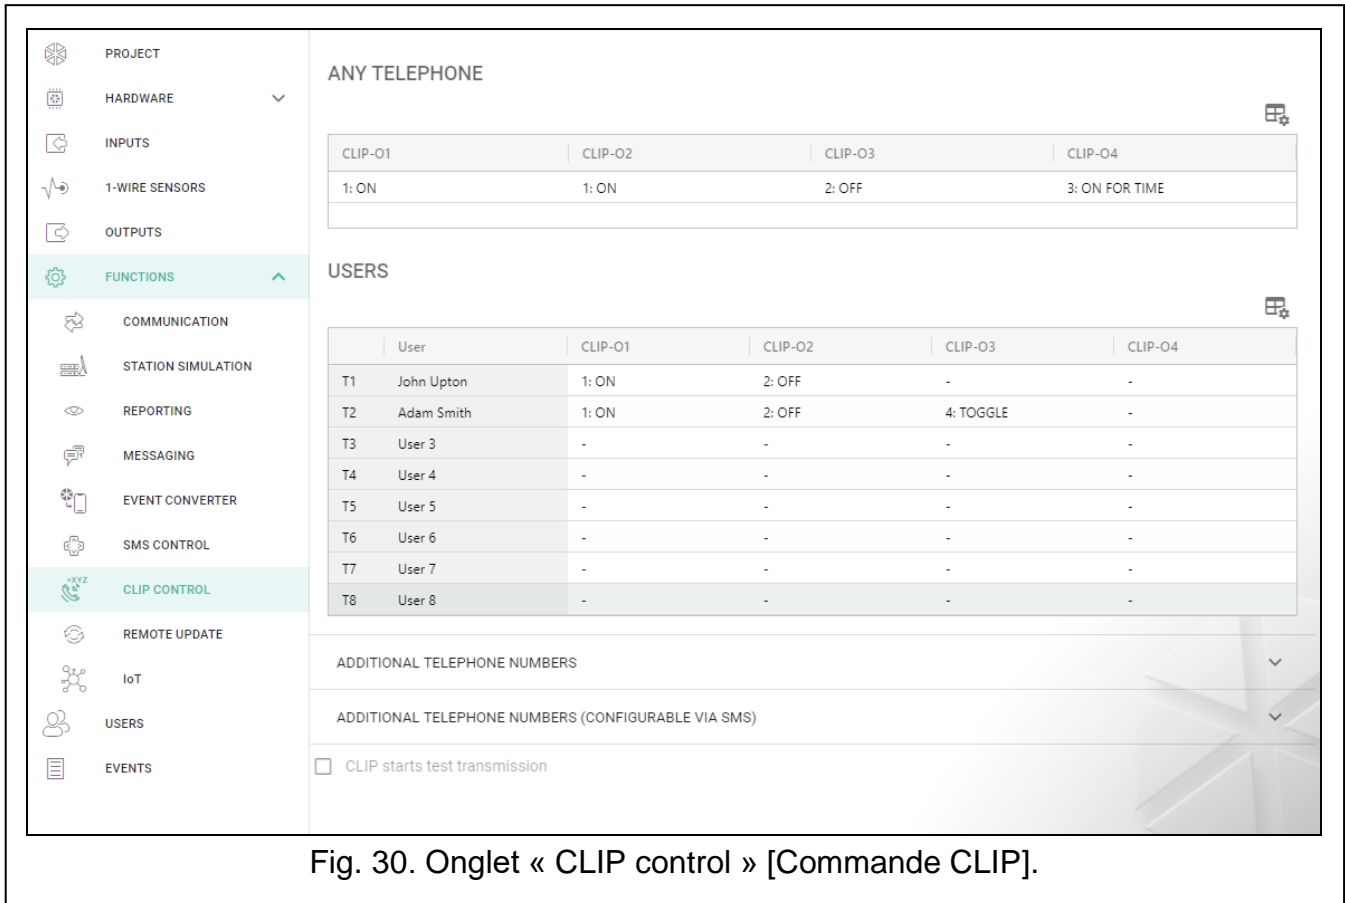 PROJECT
HARDWARE
INPUTS
1-WIRE SENSORS
OUTPUTS
FUNCTIONS
COMMUNICATION
STATION SIMULATION
REPORTING
MESSAGING
EVENT CONVERTER
SMS CONTROL
+XYZ
CLIP CONTROL
REMOTE UPDATE
IoT
USERS
EVENTS
ANY TELEPHONE
CLIP-O1 CLIP-O2 CLIP-O3 CLIP-O4
1: ON 1: ON 2: OFF 3: ON FOR TIME
USERS
User CLIP-O1 CLIP-O2 CLIP-O3 CLIP-O4
T1 John Upton 1: ON 2: OFF - -
T2 Adam Smith 1: ON 2: OFF 4: TOGGLE -
T3 User 3 - - - -
T4 User 4 - - - -
T5 User 5 - - - -
T6 User 6 - - - -
T7 User 7 - - - -
T8 User 8 - - - -
ADDITIONAL TELEPHONE NUMBERS
ADDITIONAL TELEPHONE NUMBERS (CONFIGURABLE VIA SMS)
CLIP starts test transmission
Fig. 30. Onglet « CLIP control » [Commande CLIP].